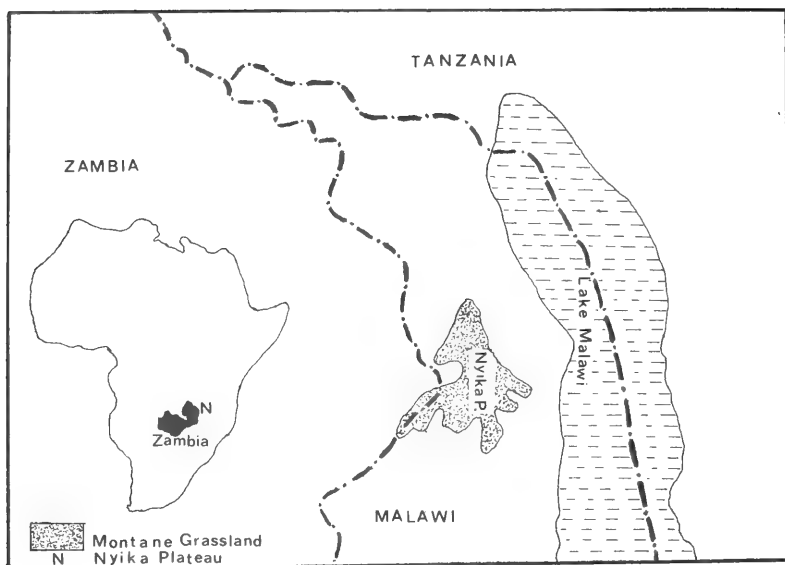 TANZANIA
ZAMBIA
Lake Malawi
Nyika P.
N
Zambia
MALAWI
Montane Grassland
N Nyika Plateau